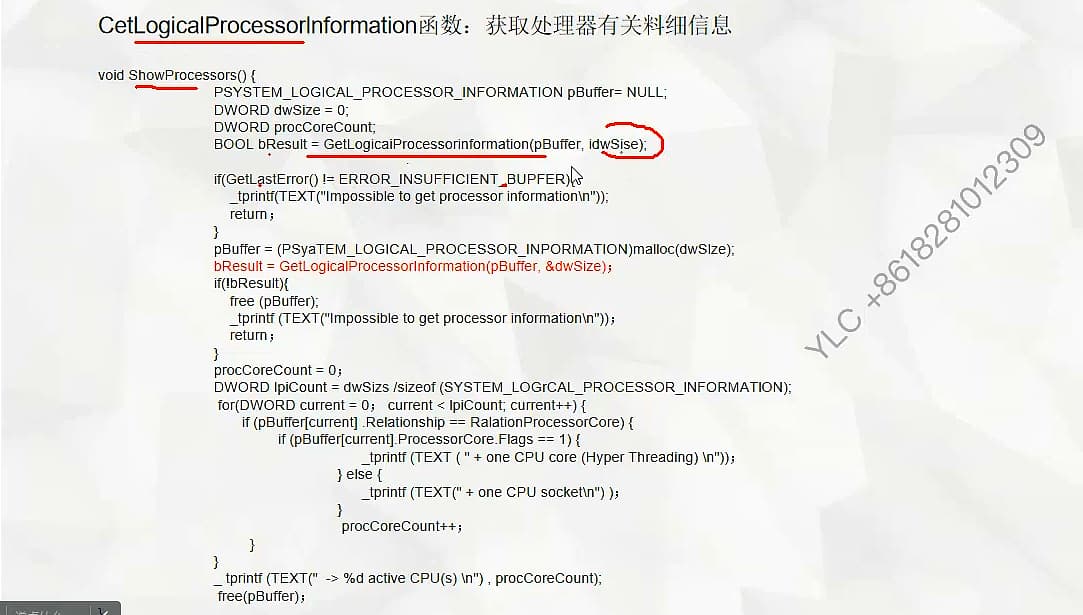 CetLogicalProcessorInformation函数：获取处理器有关料细信息
void ShowProcessors() {
PSYSTEM_LOGICAL_PROCESSOR_INFORMATION pBuffer= NULL;
DWORD dwSize = 0;
DWORD procCoreCount;
BOOL bResult = GetLogicaiProcessorinformation(pBuffer, idwSise);
if(GetLastError() != ERROR_INSUFFICIENT_BUPFER){
_tprintf(TEXT("Impossible to get processor information\n"));
return；
}
pBuffer = (PSyaTEM_LOGICAL_PROCESSOR_INPORMATION)malloc(dwSIze);
bResult = GetLogicalProcessorInformation(pBuffer, &dwSize)；
if(!bResult){
free (pBuffer);
_tprintf (TEXT("Impossible to get processor information\n"))；
return；
}
procCoreCount = 0；
DWORD lpiCount = dwSizs /sizeof (SYSTEM_LOGrCAL_PROCESSOR_INFORMATION);
for(DWORD current = 0； current < lpiCount; current++) {
if (pBuffer[current] .Relationship == RalationProcessorCore) {
if (pBuffer[current].ProcessorCore.Flags == 1) {
_tprintf (TEXT ( " + one CPU core (Hyper Threading) \n"))；
} else {
_tprintf (TEXT(" + one CPU socket\n") )；
}
procCoreCount++；
}
}
_ tprintf (TEXT(" -> %d active CPU(s) \n") , procCoreCount);
free(pBuffer)；
YLC +8618281012309